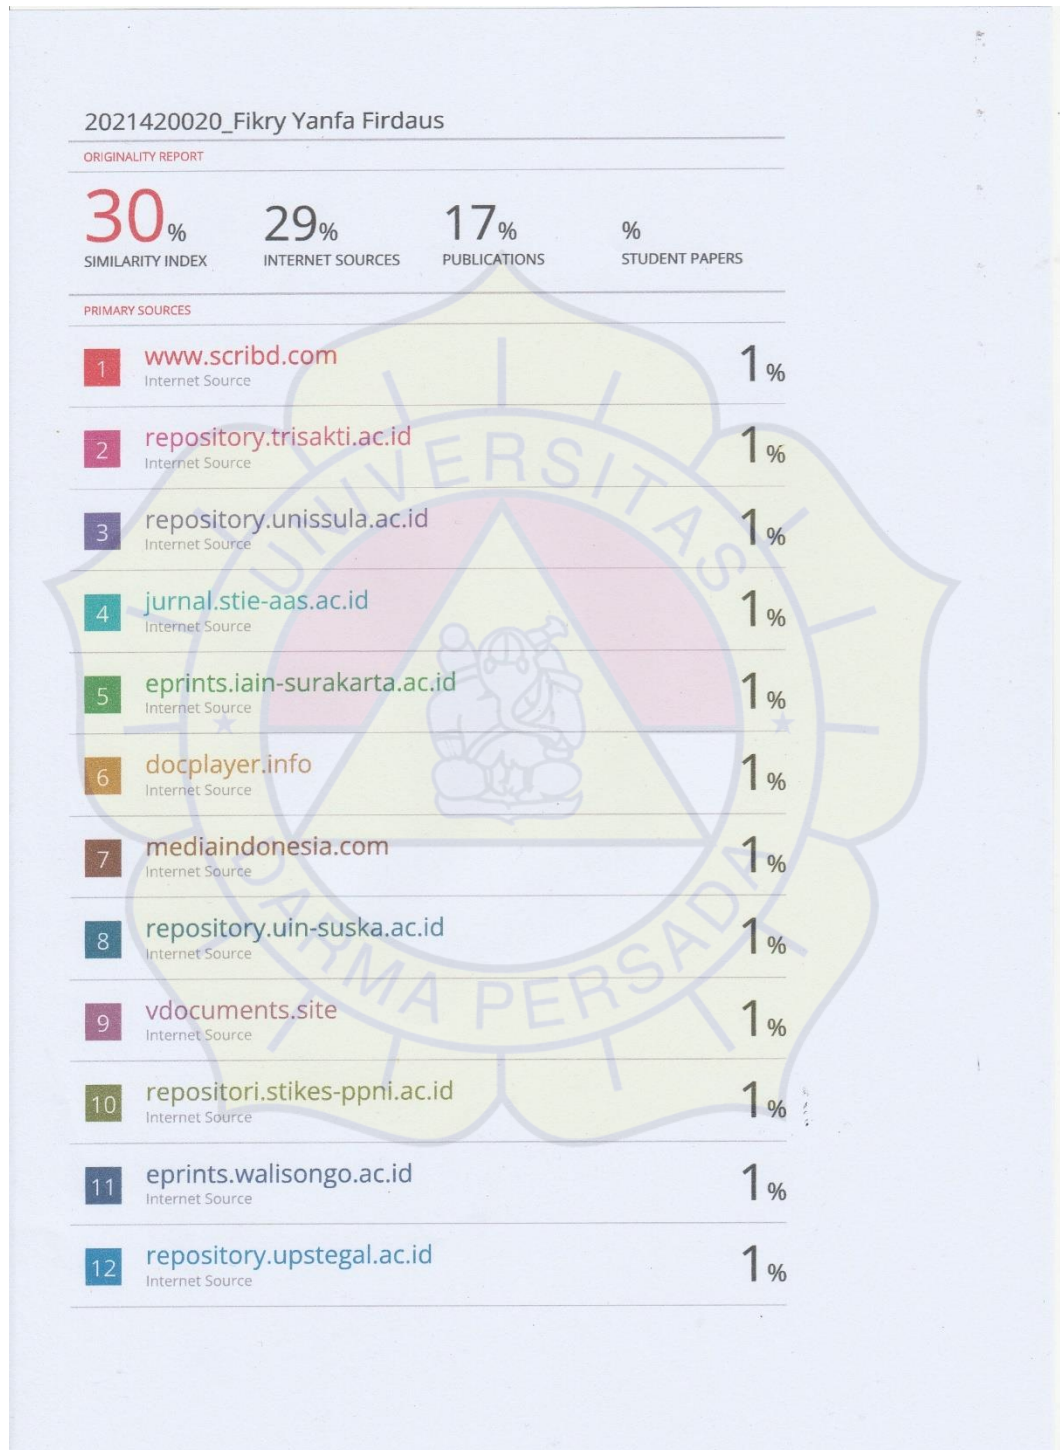 2021420020_Fikry Yanfa Firdaus
ORIGINALITY REPORT
30%
SIMILARITY INDEX
29%
INTERNET SOURCES
17%
PUBLICATIONS
%
STUDENT PAPERS
PRIMARY SOURCES
1
www.scribd.com
Internet Source
1%
2
repository.trisakti.ac.id
Internet Source
1%
3
repository.unissula.ac.id
Internet Source
1%
4
jurnal.stie-aas.ac.id
Internet Source
1%
5
eprints.iain-surakarta.ac.id
Internet Source
1%
6
docplayer.info
Internet Source
1%
7
mediaindonesia.com
Internet Source
1%
8
repository.uin-suska.ac.id
Internet Source
1%
9
vdocuments.site
Internet Source
1%
10
repositori.stikes-ppni.ac.id
Internet Source
1%
11
eprints.walisongo.ac.id
Internet Source
1%
12
repository.upstegal.ac.id
Internet Source
1%
UNIVERSITAS
DARMA PERSADA